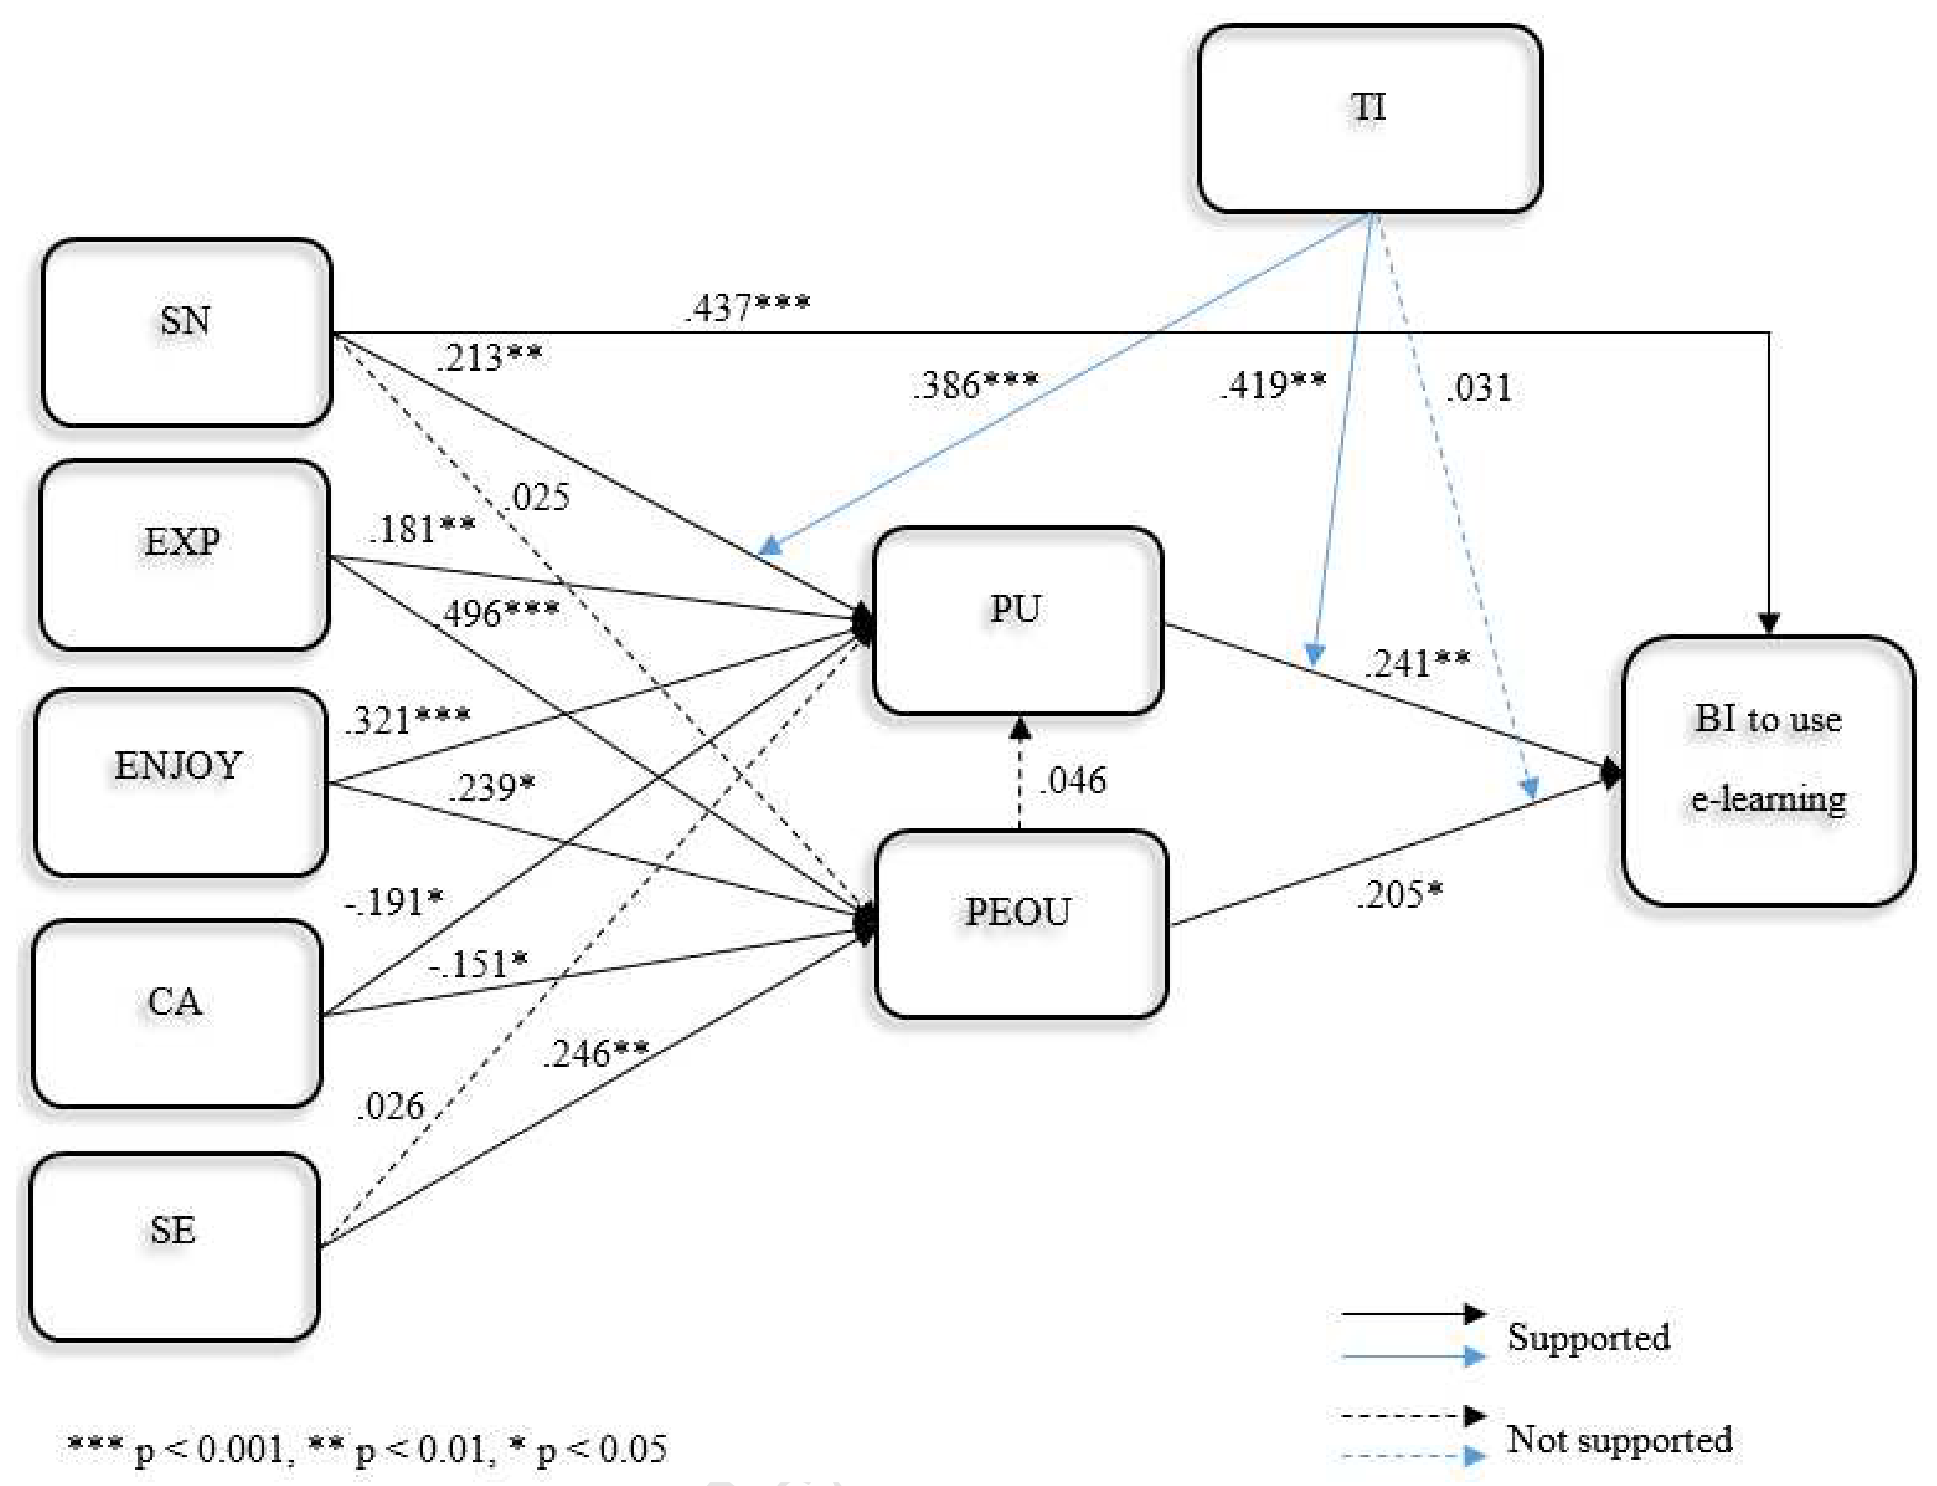 TI
SN
.437***
.213**
.386***
.419**
.031
EXP
.025
.181**
.496***
PU
.241**
BI to use
e-learning
ENJOY
.321***
.239*
.046
PEOU
.205*
CA
-.191*
-.151*
.246**
.026
SE
Supported
Not supported
*** p < 0.001, ** p < 0.01, * p < 0.05